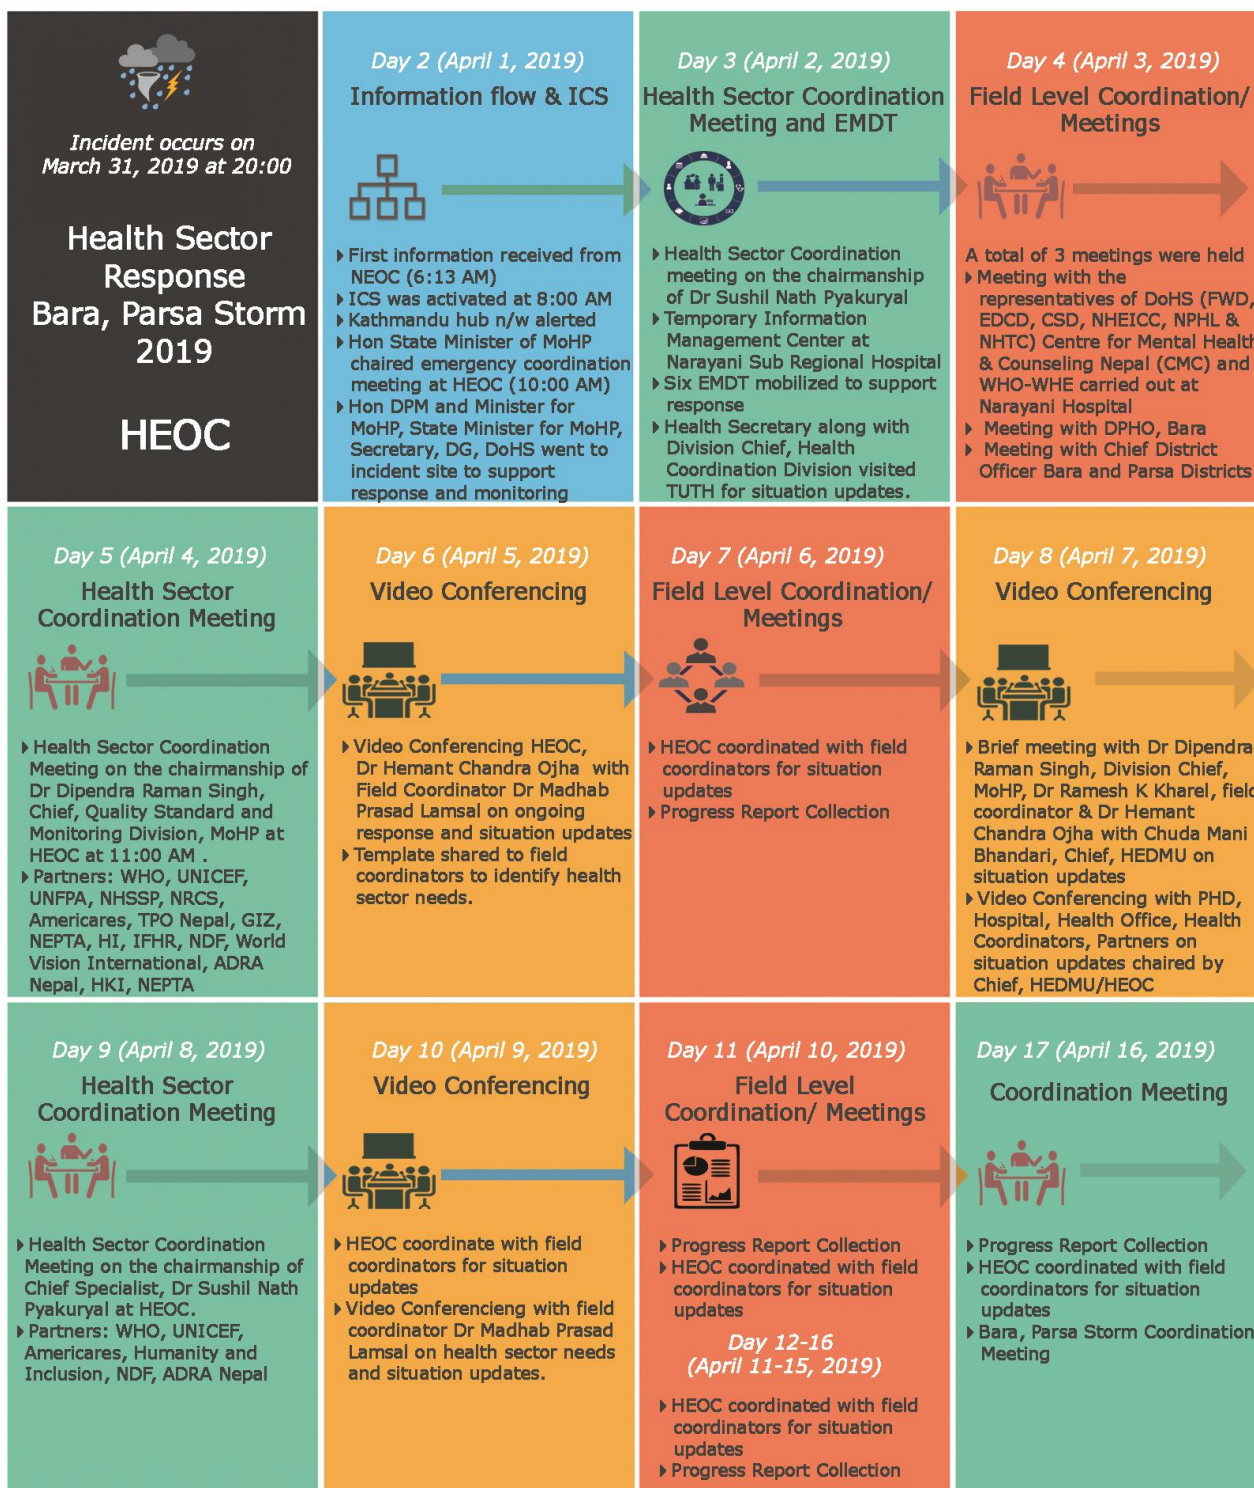 Incident occurs on
March 31, 2019 at 20:00
Health Sector
Response
Bara, Parsa Storm
2019
HEOC
Day 2 (April 1, 2019)
Information flow & ICS
▶ First information received from
NEOC (6:13 AM)
▶ ICS was activated at 8:00 AM
▶ Kathmandu hub n/w alerted
▶ Hon State Minister of MoHP
chaired emergency coordination
meeting at HEOC (10:00 AM)
▶ Hon DPM and Minister for
MoHP, State Minister for MoHP,
Secretary, DG, DoHS went to
incident site to support
response and monitoring
Day 3 (April 2, 2019)
Health Sector Coordination
Meeting and EMDT
▶ Health Sector Coordination
meeting on the chairmanship
of Dr Sushil Nath Pyakuryal
▶ Temporary Information
Management Center at
Narayani Sub Regional Hospital
▶ Six EMDT mobilized to support
response
▶ Health Secretary along with
Division Chief, Health
Coordination Division visited
TUTH for situation updates.
Day 4 (April 3, 2019)
Field Level Coordination/
Meetings
A total of 3 meetings were held
▶ Meeting with the
representatives of DoHS (FWD,
EDCD, CSD, NHEICC, NPHL &
NHTC) Centre for Mental Health
& Counseling Nepal (CMC) and
WHO-WHE carried out at
Narayani Hospital
▶ Meeting with DPHO, Bara
▶ Meeting with Chief District
Officer Bara and Parsa Districts
Day 5 (April 4, 2019)
Health Sector
Coordination Meeting
▶ Health Sector Coordination
Meeting on the chairmanship of
Dr Dipendra Raman Singh,
Chief, Quality Standard and
Monitoring Division, MoHP at
HEOC at 11:00 AM .
▶ Partners: WHO, UNICEF,
UNFPA, NHSSP, NRCS,
Americares, TPO Nepal, GIZ,
NEPTA, HI, IFHR, NDF, World
Vision International, ADRA
Nepal, HKI, NEPTA
Day 6 (April 5, 2019)
Video Conferencing
▶ Video Conferencing HEOC,
Dr Hemant Chandra Ojha with
Field Coordinator Dr Madhab
Prasad Lamsal on ongoing
response and situation updates
▶ Template shared to field
coordinators to identify health
sector needs.
Day 7 (April 6, 2019)
Field Level Coordination/
Meetings
▶ HEOC coordinated with field
coordinators for situation
updates
▶ Progress Report Collection
Day 8 (April 7, 2019)
Video Conferencing
▶ Brief meeting with Dr Dipendra
Raman Singh, Division Chief,
MoHP, Dr Ramesh K Kharel, field
coordinator & Dr Hemant
Chandra Ojha with Chuda Mani
Bhandari, Chief, HEDMU on
situation updates
▶ Video Conferencing with PHD,
Hospital, Health Office, Health
Coordinators, Partners on
situation updates chaired by
Chief, HEDMU/HEOC
Day 9 (April 8, 2019)
Health Sector
Coordination Meeting
▶ Health Sector Coordination
Meeting on the chairmanship of
Chief Specialist, Dr Sushil Nath
Pyakuryal at HEOC.
▶ Partners: WHO, UNICEF,
Americares, Humanity and
Inclusion, NDF, ADRA Nepal
Day 10 (April 9, 2019)
Video Conferencing
▶ HEOC coordinate with field
coordinators for situation
updates
▶ Video Conferencieng with field
coordinator Dr Madhab Prasad
Lamsal on health sector needs
and situation updates.
Day 11 (April 10, 2019)
Field Level
Coordination/ Meetings
▶ Progress Report Collection
▶ HEOC coordinated with field
coordinators for situation
updates
Day 12-16
(April 11-15, 2019)
▶ HEOC coordinated with field
coordinators for situation
updates
▶ Progress Report Collection
Day 17 (April 16, 2019)
Coordination Meeting
▶ Progress Report Collection
▶ HEOC coordinated with field
coordinators for situation
updates
▶ Bara, Parsa Storm Coordination
Meeting